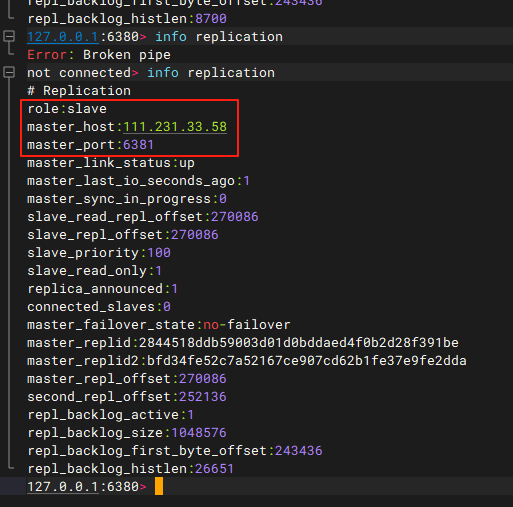 repl_backlog_first_byte_offset:243436
repl_backlog_histlen:8700
127.0.0.1:6380> info replication
Error: Broken pipe
not connected> info replication
# Replication
role:slave
master_host:111.231.33.58
master_port:6381
master_link_status:up
master_last_io_seconds_ago:1
master_sync_in_progress:0
slave_read_repl_offset:270086
slave_repl_offset:270086
slave_priority:100
slave_read_only:1
replica_announced:1
connected_slaves:0
master_failover_state:no-failover
master_replid:2844518ddb59003d01d0bddaed4f0b2d28f391be
master_replid2:bfd34fe52c7a52167ce907cd62b1fe37e9fe2dda
master_repl_offset:270086
second_repl_offset:252136
repl_backlog_active:1
repl_backlog_size:1048576
repl_backlog_first_byte_offset:243436
repl_backlog_histlen:26651
127.0.0.1:6380>